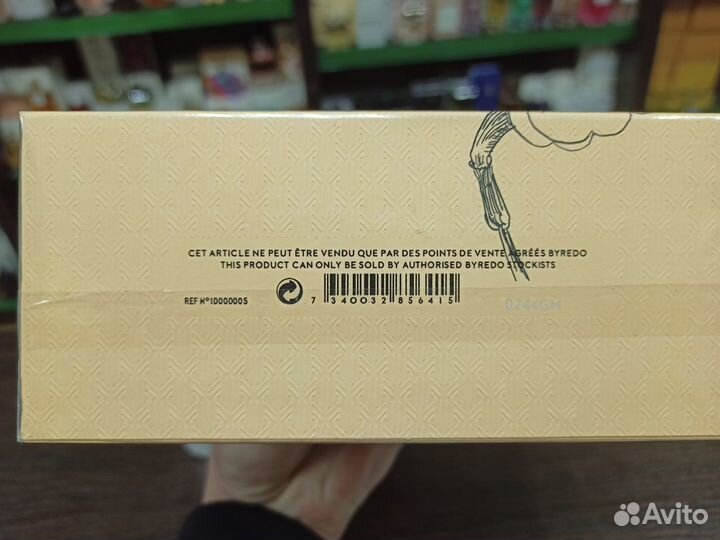 CET ARTICLE NE PEUT ÊTRE VENDU QUE PAR DES POINTS DE VENTE AGRÉÉS BYREDO
THIS PRODUCT CAN ONLY BE SOLD BY AUTHORISED BYREDO STOCKISTS
REF Nº10000005
7 340032 856415
0244GM
Avito